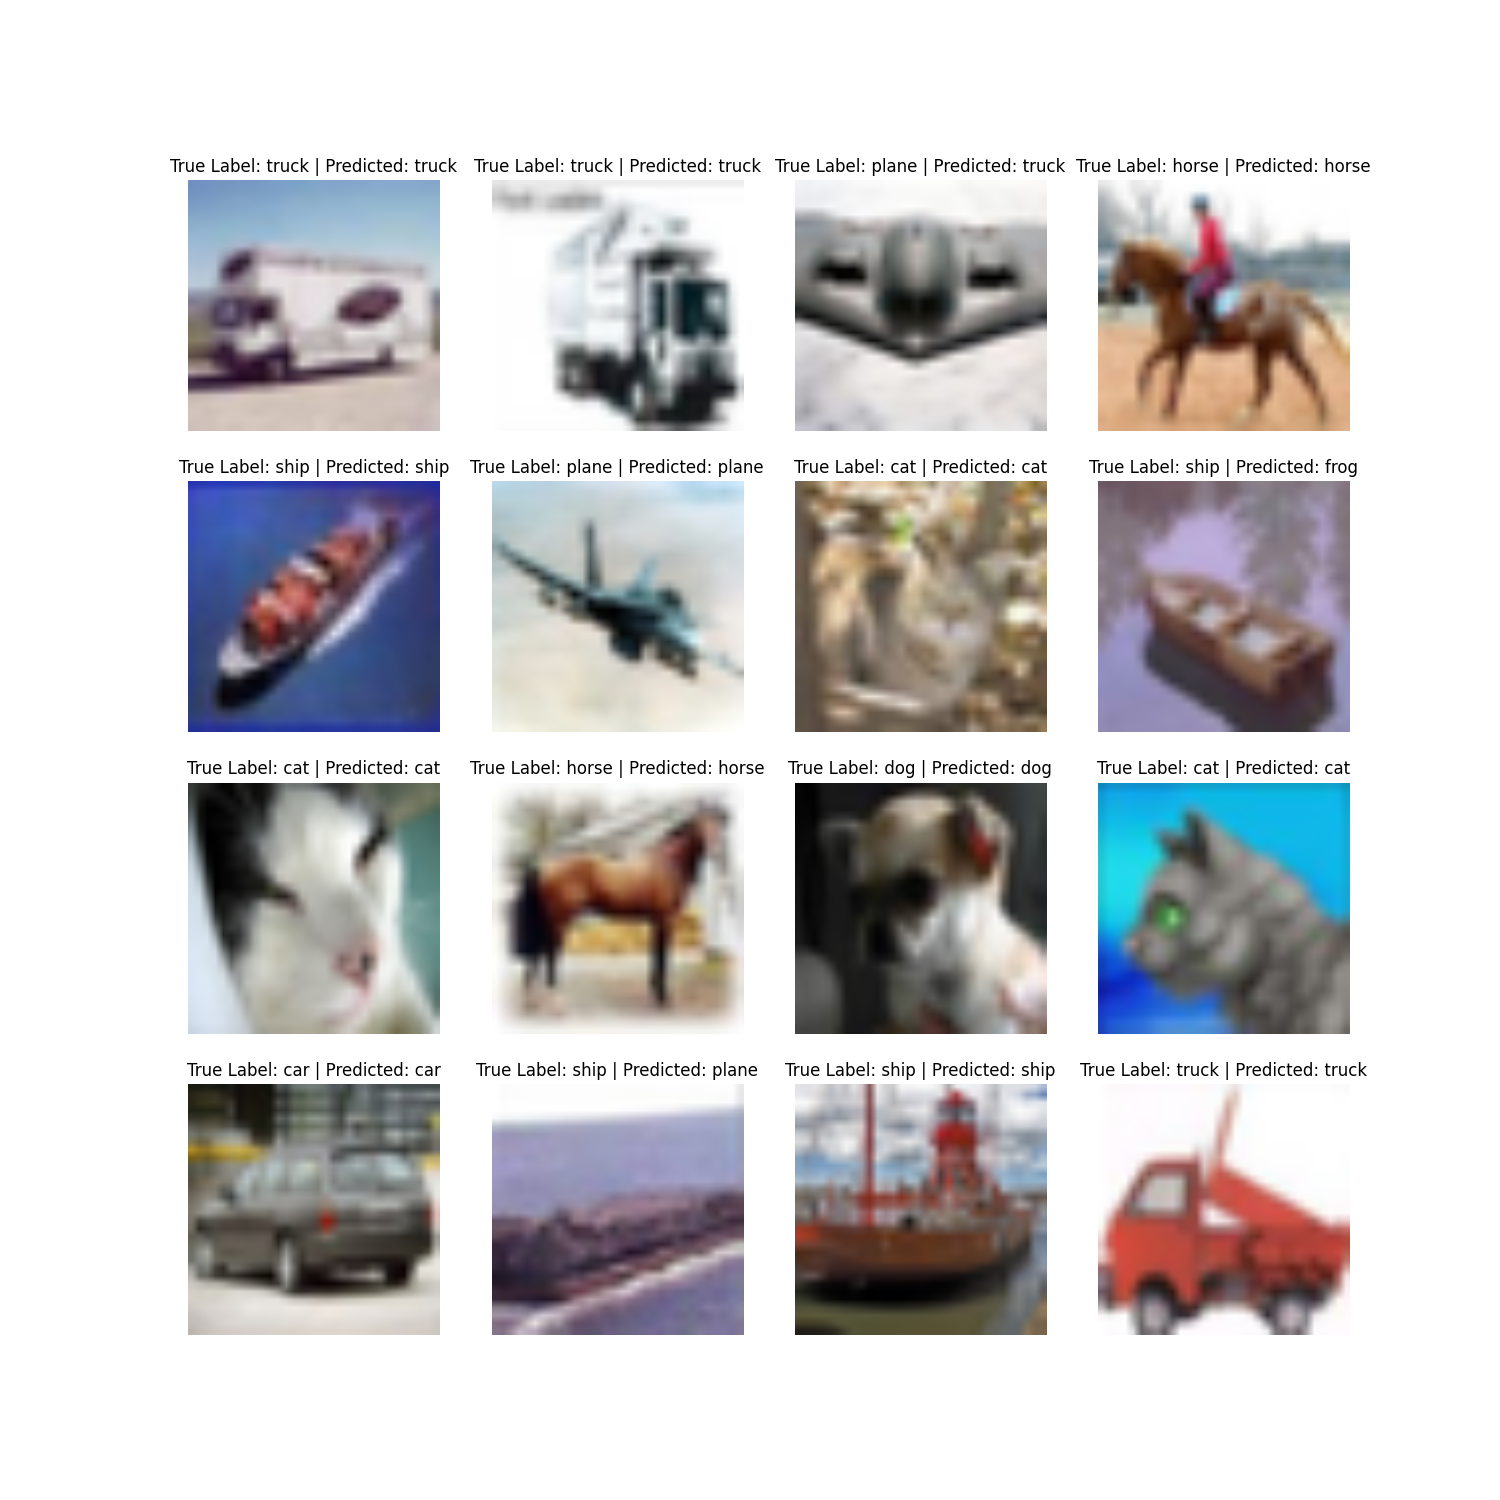 True Label: truck | Predicted: truck
True Label: truck | Predicted: truck
True Label: plane | Predicted: truck
True Label: horse | Predicted: horse
True Label: ship | Predicted: ship
True Label: plane | Predicted: plane
True Label: cat | Predicted: cat
True Label: ship | Predicted: frog
True Label: cat | Predicted: cat
True Label: horse | Predicted: horse
True Label: dog | Predicted: dog
True Label: cat | Predicted: cat
True Label: car | Predicted: car
True Label: ship | Predicted: plane
True Label: ship | Predicted: ship
True Label: truck | Predicted: truck